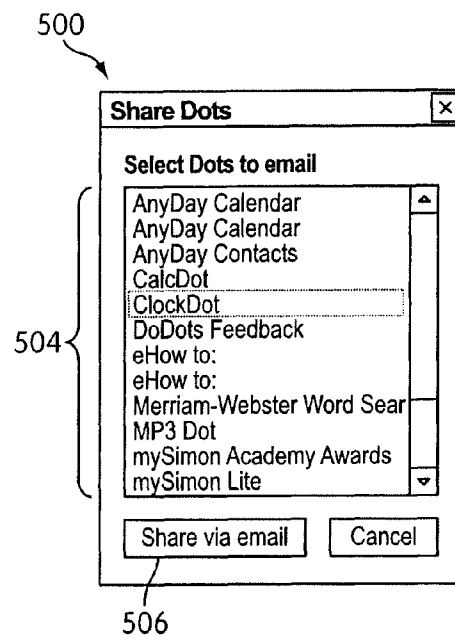 500
Share Dots
Select Dots to email
AnyDay Calendar
AnyDay Calendar
AnyDay Contacts
CalcDot
ClockDot
DoDots Feedback
eHow to:
eHow to:
Merriam-Webster Word Sear
MP3 Dot
mySimon Academy Awards
mySimon Lite
504
Share via email Cancel
506